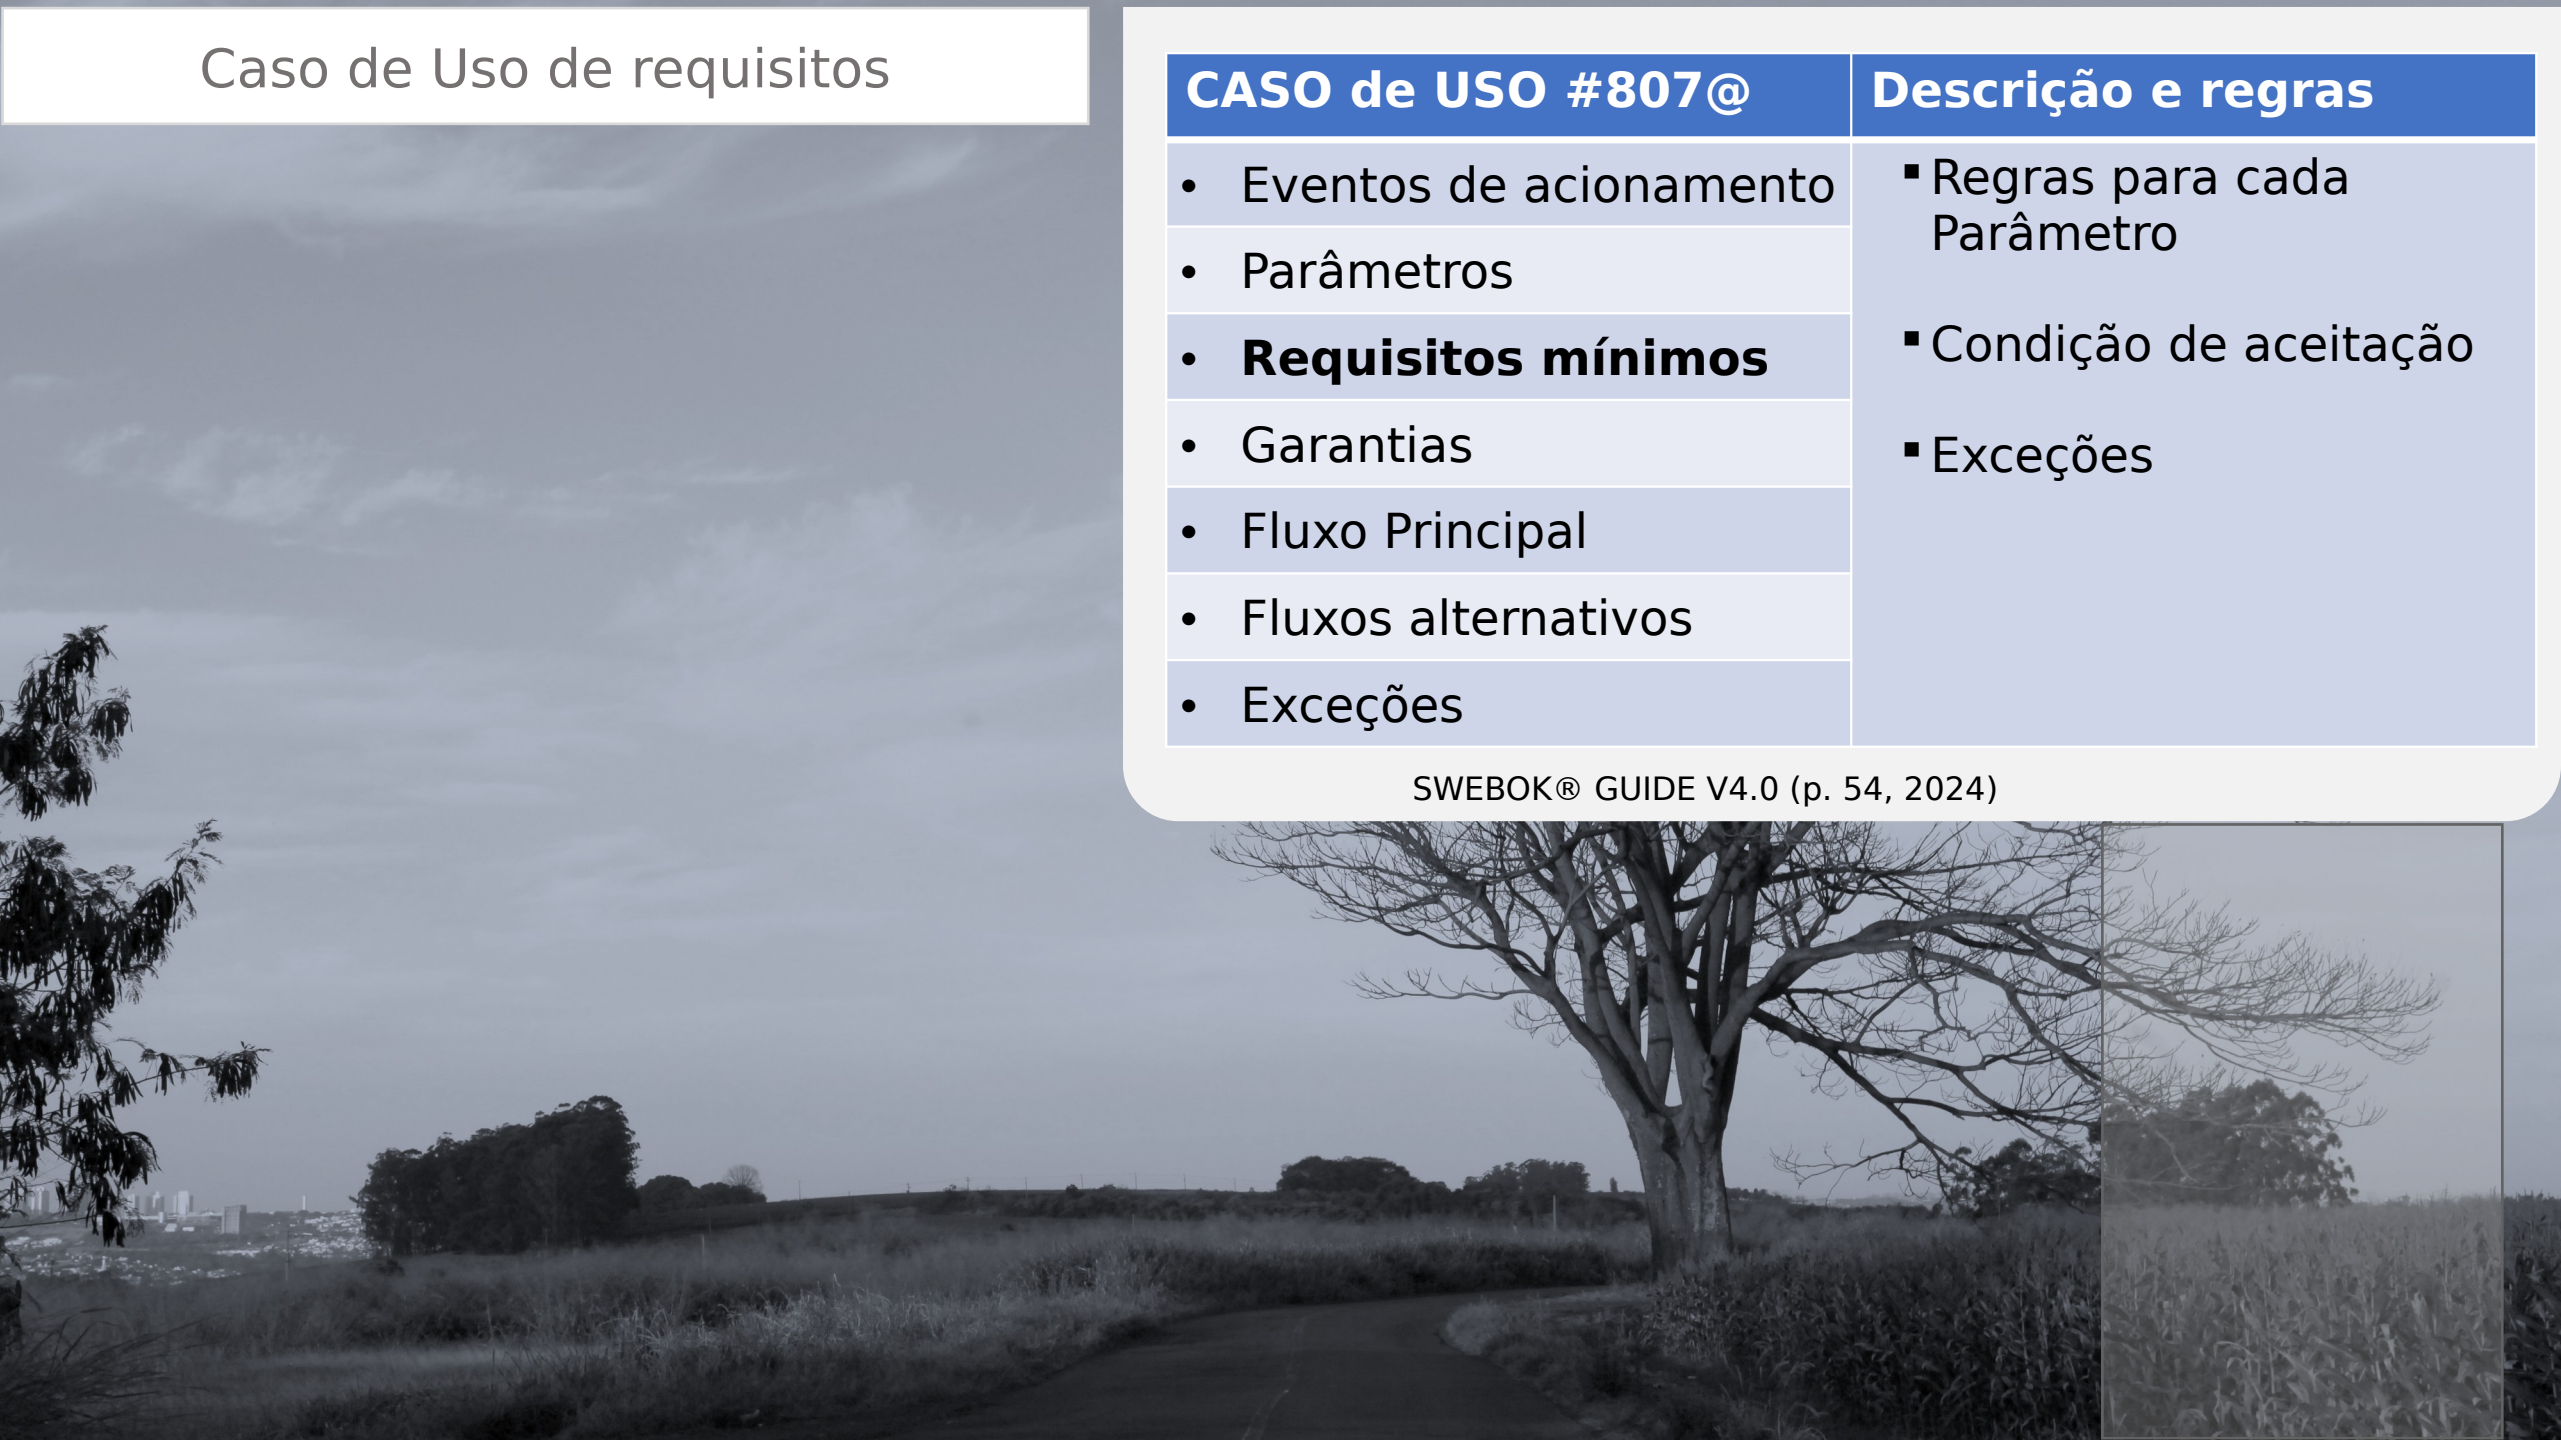 Caso de Uso de requisitos
CASO de USO #807@
Descrição e regras
• Eventos de acionamento
• Parâmetros
• Requisitos mínimos
• Garantias
• Fluxo Principal
• Fluxos alternativos
• Exceções
▪ Regras para cada
Parâmetro
▪ Condição de aceitação
▪ Exceções
SWEBOK® GUIDE V4.0 (p. 54, 2024)